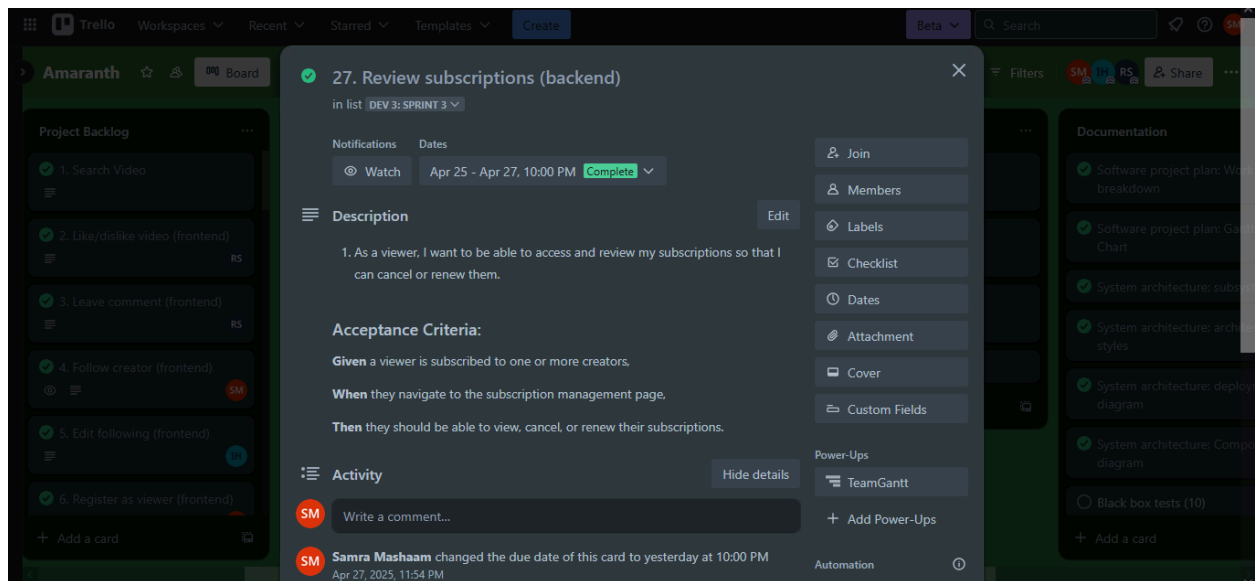 Trello
Workspaces
Recent
Starred
Templates
Create
Beta
Search
SM
Amaranth
Board
Filters
SM
IH
RS
Share
Project Backlog
1. Search Video
2. Like/dislike video (frontend)
RS
3. Leave comment (frontend)
RS
4. Follow creator (frontend)
SM
5. Edit following (frontend)
IH
6. Register as viewer (frontend)
+ Add a card
27. Review subscriptions (backend)
in list DEV 3: SPRINT 3
Notifications
Dates
Watch
Apr 25 - Apr 27, 10:00 PM Complete
Description
Edit
1. As a viewer, I want to be able to access and review my subscriptions so that I
can cancel or renew them.
Acceptance Criteria:
Given a viewer is subscribed to one or more creators,
When they navigate to the subscription management page,
Then they should be able to view, cancel, or renew their subscriptions.
Activity
Hide details
SM
Write a comment...
SM
Samra Mashaam changed the due date of this card to yesterday at 10:00 PM
Apr 27, 2025, 11:54 PM
Join
Members
Labels
Checklist
Dates
Attachment
Cover
Custom Fields
Power-Ups
TeamGantt
+ Add Power-Ups
Automation
Documentation
Software project plan:
breakdown
Software project plan:
Chart
System architecture:
System architecture:
styles
System architecture:
diagram
System architecture:
diagram
Black box tests (10)
+ Add a card